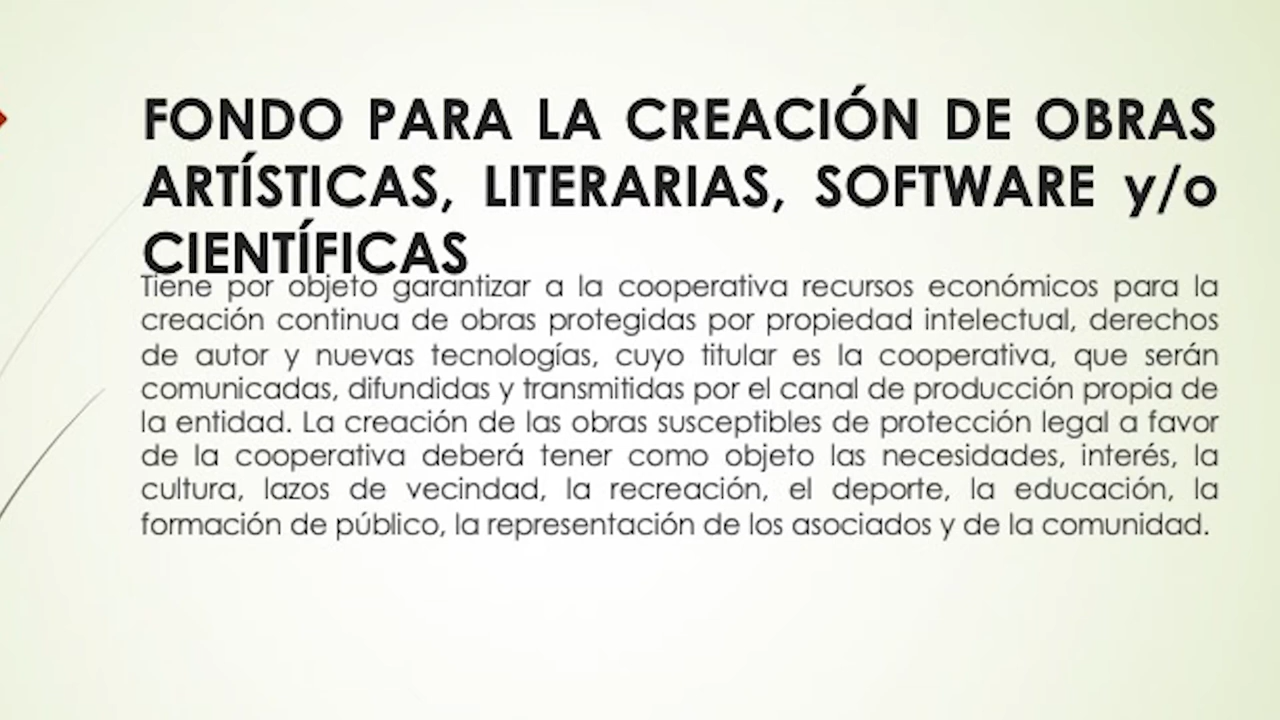 FONDO PARA LA CREACIÓN DE OBRAS
ARTÍSTICAS, LITERARIAS, SOFTWARE y/o
CIENTÍFICAS
Tiene por objeto garantizar a la cooperativa recursos económicos para la
creación continua de obras protegidas por propiedad intelectual, derechos
de autor y nuevas tecnologías, cuyo titular es la cooperativa, que serán
comunicadas, difundidas y transmitidas por el canal de producción propia de
la entidad. La creación de las obras susceptibles de protección legal a favor
de la cooperativa deberá tener como objeto las necesidades, interés, la
cultura, lazos de vecindad, la recreación, el deporte, la educación, la
formación de público, la representación de los asociados y de la comunidad.